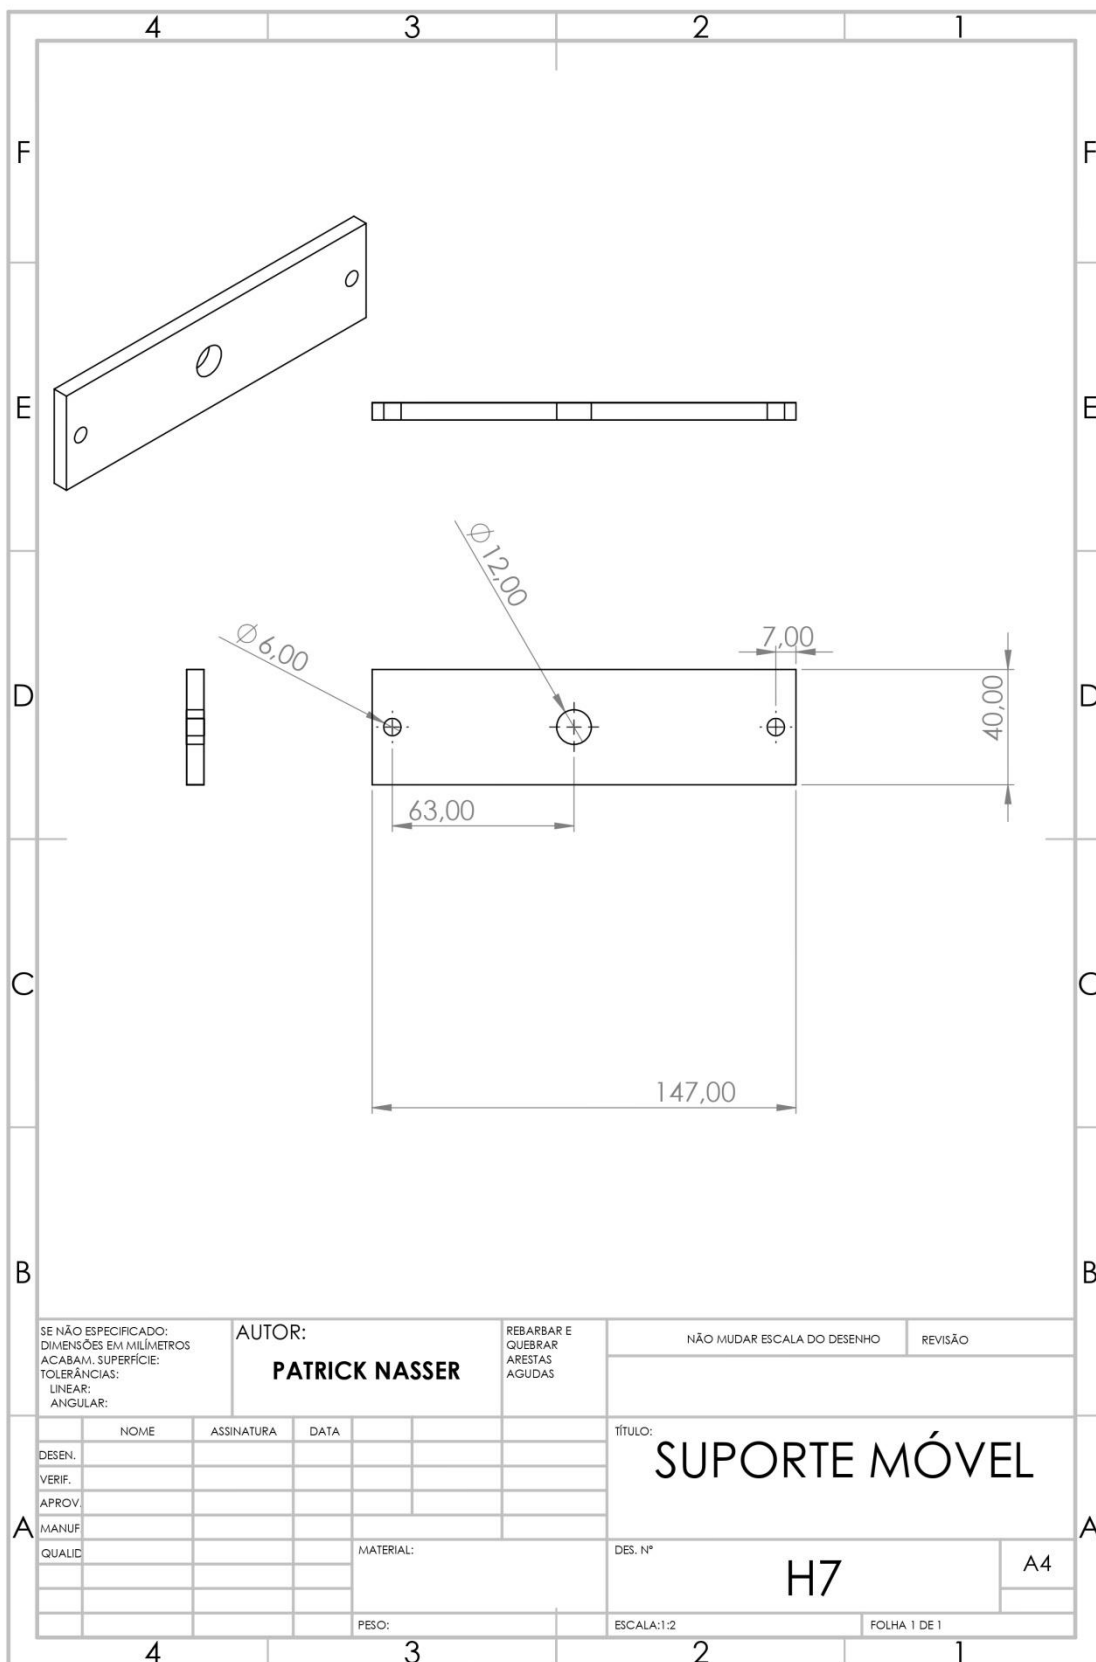 4 3 2 1
F F
E E
Ø 12,00
Ø 6,00
7,00
D D
40,00
63,00
C C
147,00
B B
SE NÃO ESPECIFICADO:
DIMENSÕES EM MILÍMETROS
ACABAM. SUPERFÍCIE:
TOLERÂNCIAS:
LINEAR:
ANGULAR:
AUTOR:
PATRICK NASSER
REBARBAR E
QUEBRAR
ARESTAS
AGUDAS
NÃO MUDAR ESCALA DO DESENHO
REVISÃO
NOME ASSINATURA DATA
DESEN.
VERIF.
APROV.
MANUF
QUALID
TÍTULO:
SUPORTE MÓVEL
A A
MATERIAL:
DES. Nº
H7
A4
PESO:
ESCALA:1:2
FOLHA 1 DE 1
4 3 2 1